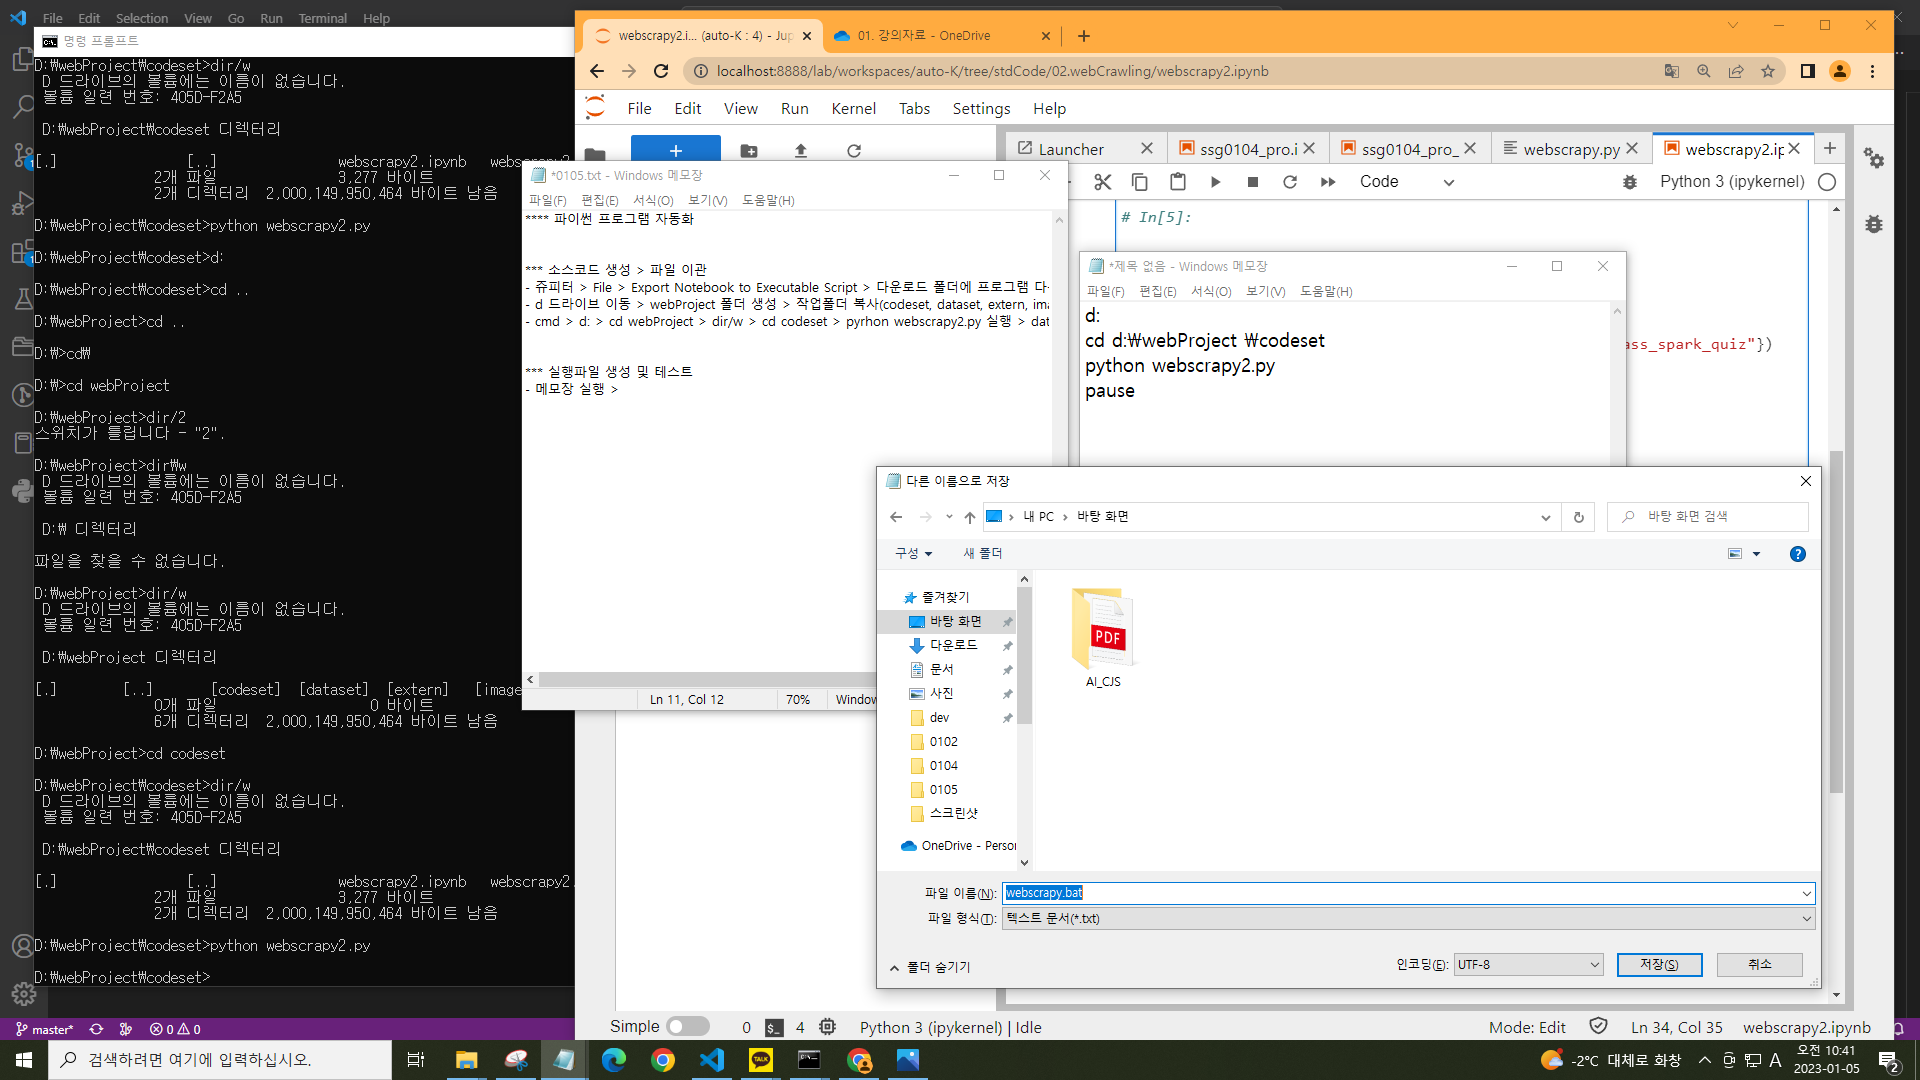 File Edit Selection View Go Run Terminal Help
명령 프롬프트
D:₩webProject₩codeset>dir/w
D 드라이브의 볼륨에는 이름이 없습니다.
볼륨 일련 번호: 405D-F2A5
D:₩webProject₩codeset 디렉터리
[.] [..] webscrapy2.ipynb
2개 파일 3,277 바이트
2개 디렉터리 2,000,149,950,464 바이트 남음
D:₩webProject₩codeset>python webscrapy2.py
D:₩webProject₩codeset>d:
D:₩webProject₩codeset>cd ..
D:₩webProject>cd ..
D:₩>cd₩
D:₩>cd webProject
D:₩webProject>dir/2
스위치가 틀립니다 - "2".
D:₩webProject>dir₩w
D 드라이브의 볼륨에는 이름이 없습니다.
볼륨 일련 번호: 405D-F2A5
D:₩ 디렉터리
파일을 찾을 수 없습니다.
D:₩webProject>dir/w
D 드라이브의 볼륨에는 이름이 없습니다.
볼륨 일련 번호: 405D-F2A5
D:₩webProject 디렉터리
[.] [..] [codeset] [dataset] [extern] [image
0개 파일 0 바이트
6개 디렉터리 2,000,149,950,464 바이트 남음
D:₩webProject>cd codeset
D:₩webProject₩codeset>dir/w
D 드라이브의 볼륨에는 이름이 없습니다.
볼륨 일련 번호: 405D-F2A5
D:₩webProject₩codeset 디렉터리
[.] [..] webscrapy2.ipynb webscrapy2.
2개 파일 3,277 바이트
2개 디렉터리 2,000,149,950,464 바이트 남음
D:₩webProject₩codeset>python webscrapy2.py
D:₩webProject₩codeset>
webscrapy2.i... (auto-K : 4) - Jup
01. 강의자료 - OneDrive
localhost:8888/lab/workspaces/auto-K/tree/stdCode/02.webCrawling/webscrapy2.ipynb
File Edit View Run Kernel Tabs Settings Help
Launcher ssg0104_pro.i ssg0104_pro_ webscrapy.py webscrapy2.ip
Code Python 3 (ipykernel)
# In[5]:
ass_spark_quiz"})
*0105.txt - Windows 메모장
파일(F) 편집(E) 서식(O) 보기(V) 도움말(H)
**** 파이썬 프로그램 자동화
*** 소스코드 생성 > 파일 이관
- 쥬피터 > File > Export Notebook to Executable Script > 다운로드 폴더에 프로그램 다
- d 드라이브 이동 > webProject 폴더 생성 > 작업폴더 복사(codeset, dataset, extern, ima
- cmd > d: > cd webProject > dir/w > cd codeset > pyrhon webscrapy2.py 실행 > dat
*** 실행파일 생성 및 테스트
- 메모장 실행 >
Ln 11, Col 12 70% Window
*제목 없음 - Windows 메모장
파일(F) 편집(E) 서식(O) 보기(V) 도움말(H)
d:
cd d:₩webProject ₩codeset
python webscrapy2.py
pause
다른 이름으로 저장
내 PC 바탕 화면
바탕 화면 검색
구성 새 폴더
즐겨찾기
바탕 화면
다운로드
문서
사진
dev
0102
0104
0105
스크린샷
OneDrive - Person
PDF
AI_CJS
파일 이름(N): webscrapy.bat
파일 형식(T): 텍스트 문서(*.txt)
폴더 숨기기
인코딩(E): UTF-8 저장(S) 취소
Simple 0 4 Python 3 (ipykernel) | Idle
Mode: Edit Ln 34, Col 35 webscrapy2.ipynb
master* 0 0
검색하려면 여기에 입력하십시오.
TALK
-2°C 대체로 화창
A
오전 10:41
2023-01-05
2